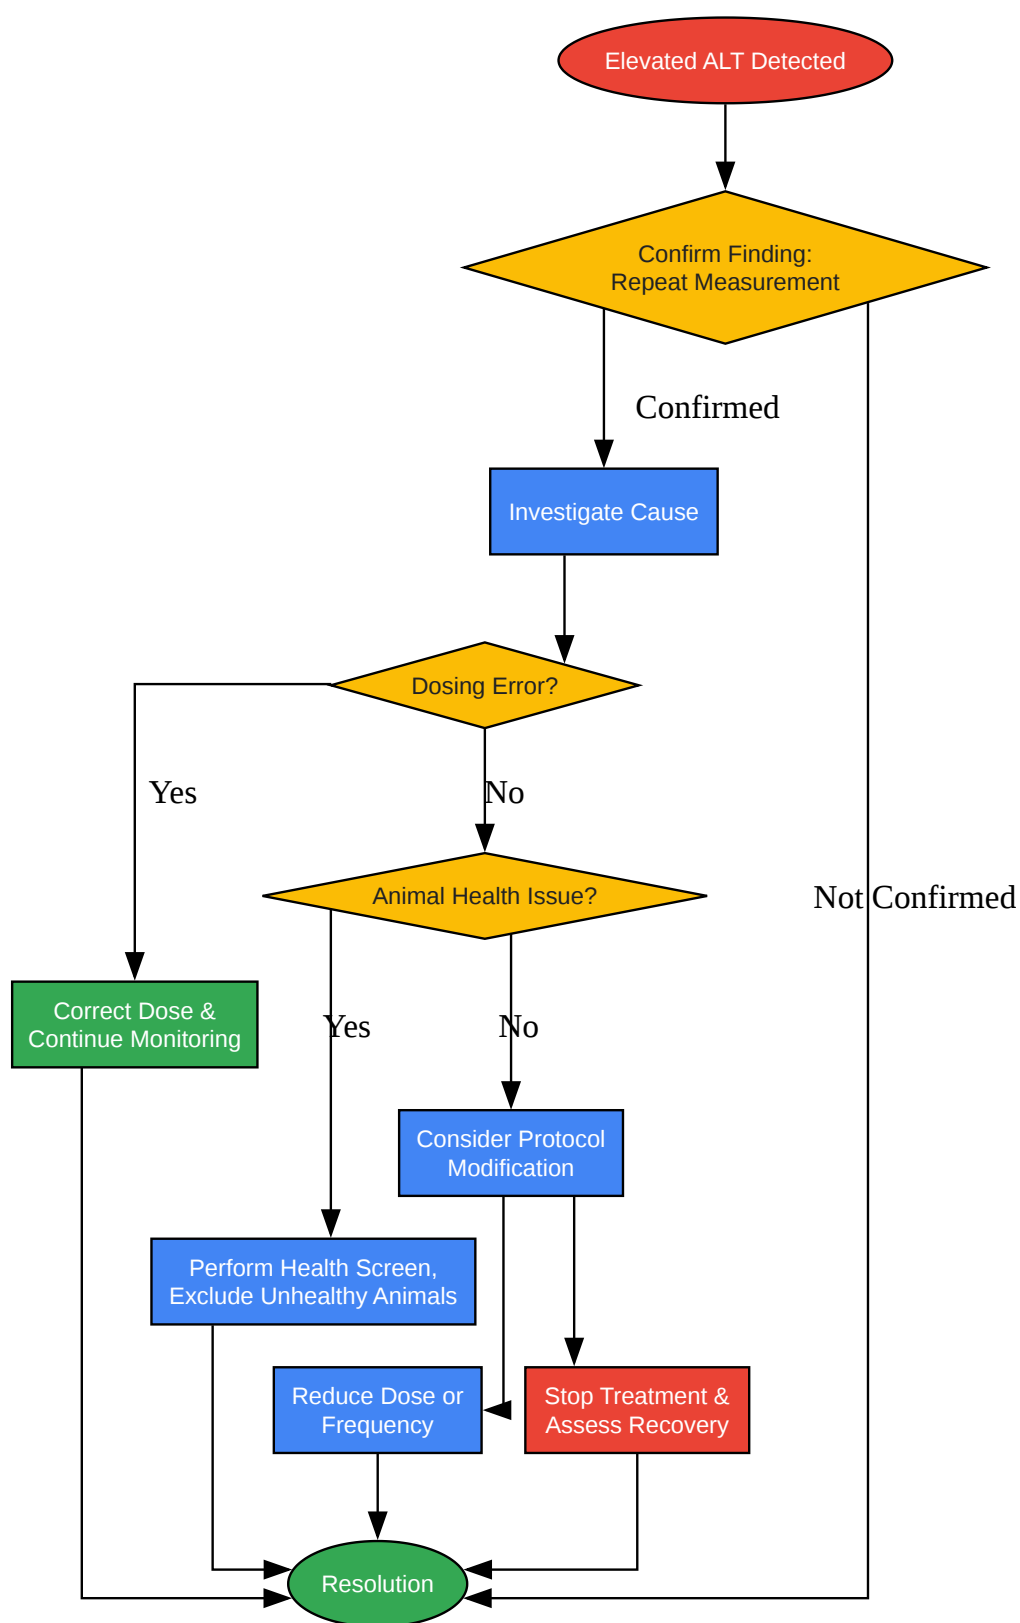 Elevated ALT Detected
Confirm Finding:
Repeat Measurement
Confirmed
Investigate Cause
Dosing Error?
Yes
No
Animal Health Issue?
Not Confirmed
Correct Dose &
Continue Monitoring
Yes
No
Consider Protocol
Modification
Perform Health Screen,
Exclude Unhealthy Animals
Reduce Dose or
Frequency
Stop Treatment &
Assess Recovery
Resolution